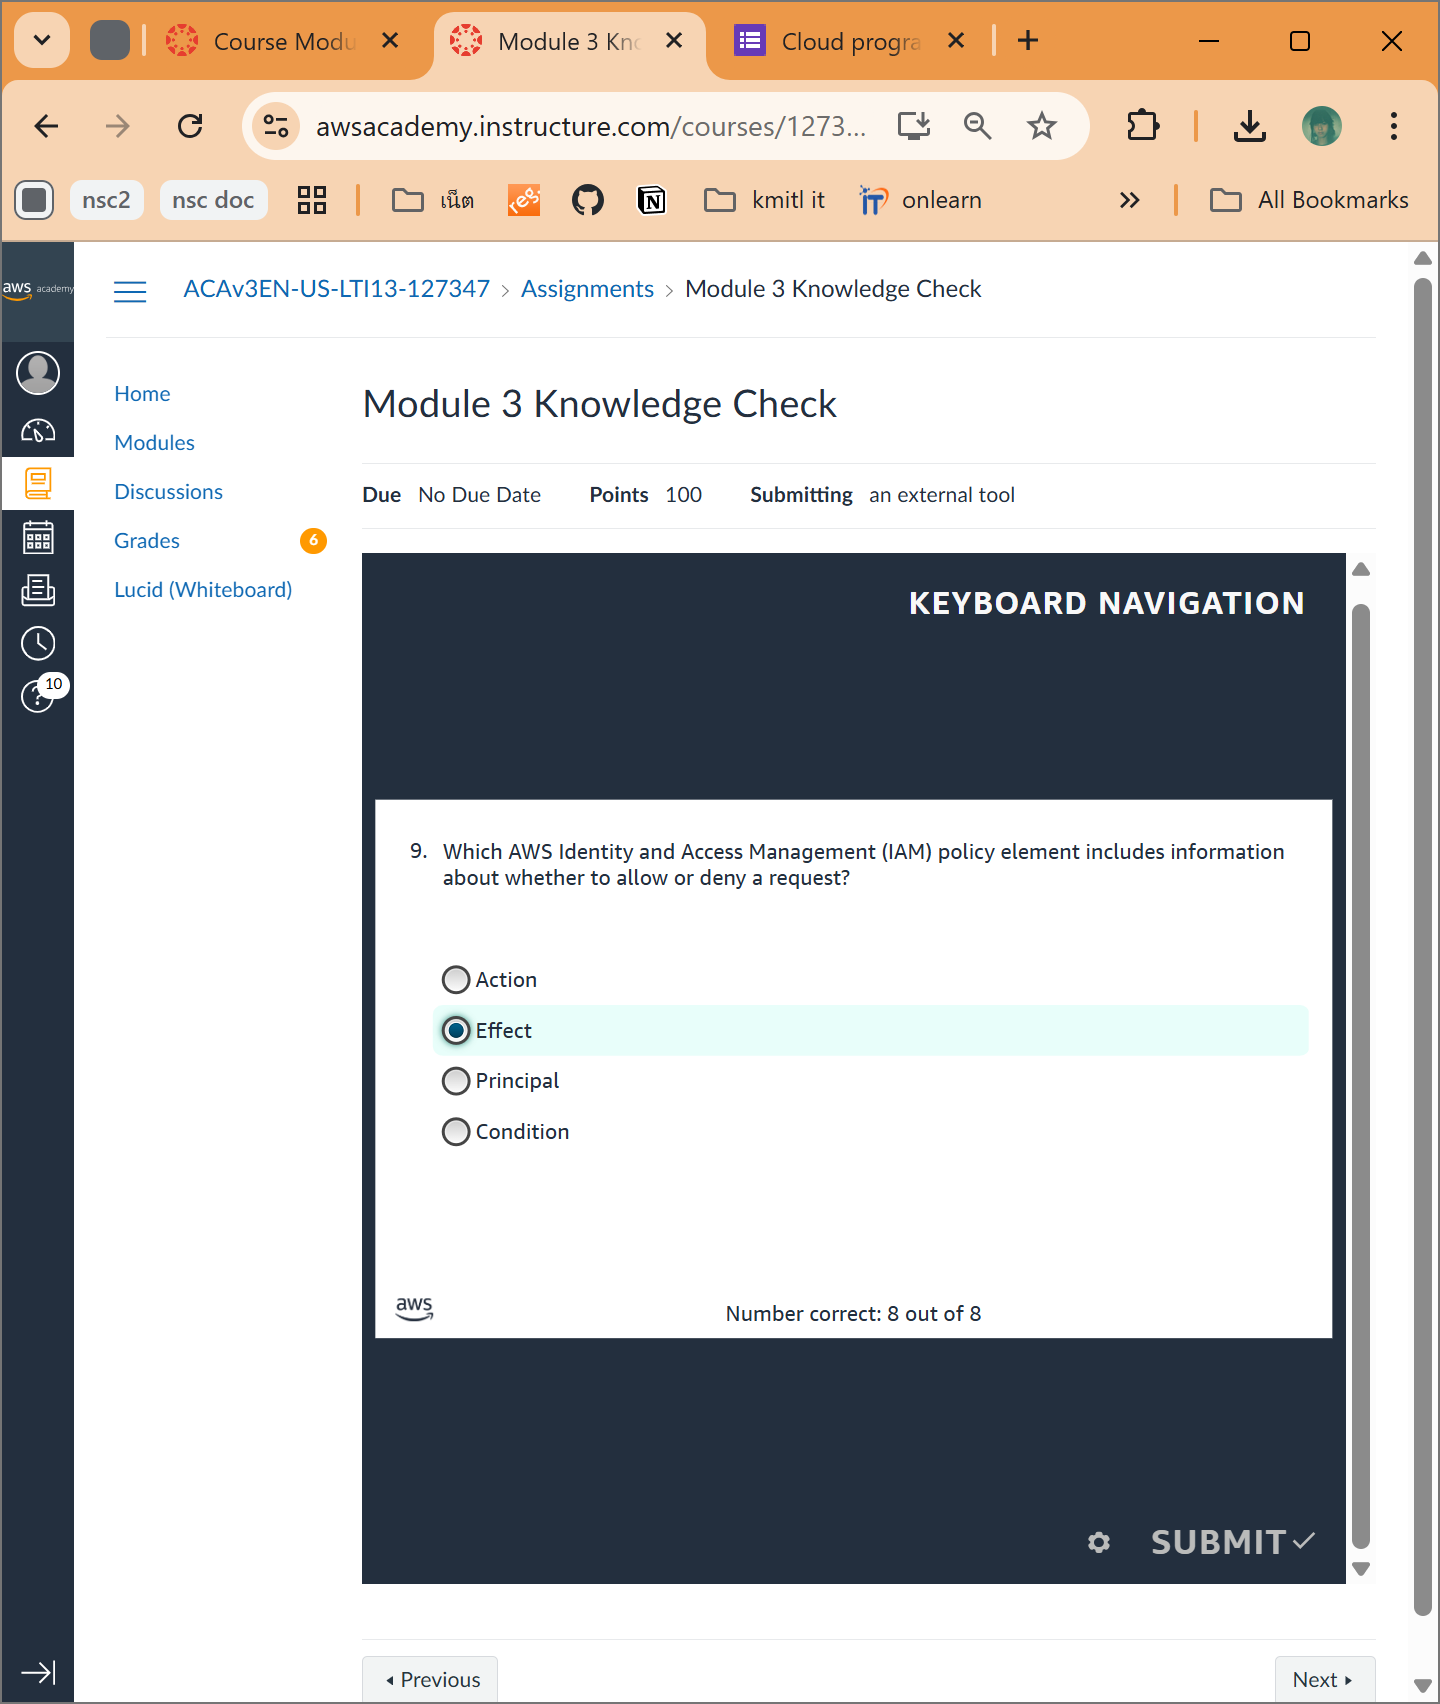 Course Modu
Module 3 Kno
Cloud progra
awsacademy.instructure.com/courses/1273...
nsc2
nsc doc
เน็ต
reg.
kmitl it
onlearn
All Bookmarks
aws academy
ACAv3EN-US-LTI13-127347 > Assignments > Module 3 Knowledge Check
Home
Modules
Discussions
Grades 6
Lucid (Whiteboard)
10
Module 3 Knowledge Check
Due No Due Date Points 100 Submitting an external tool
KEYBOARD NAVIGATION
9. Which AWS Identity and Access Management (IAM) policy element includes information
about whether to allow or deny a request?
Action
Effect
Principal
Condition
aws
Number correct: 8 out of 8
SUBMIT
Previous
Next